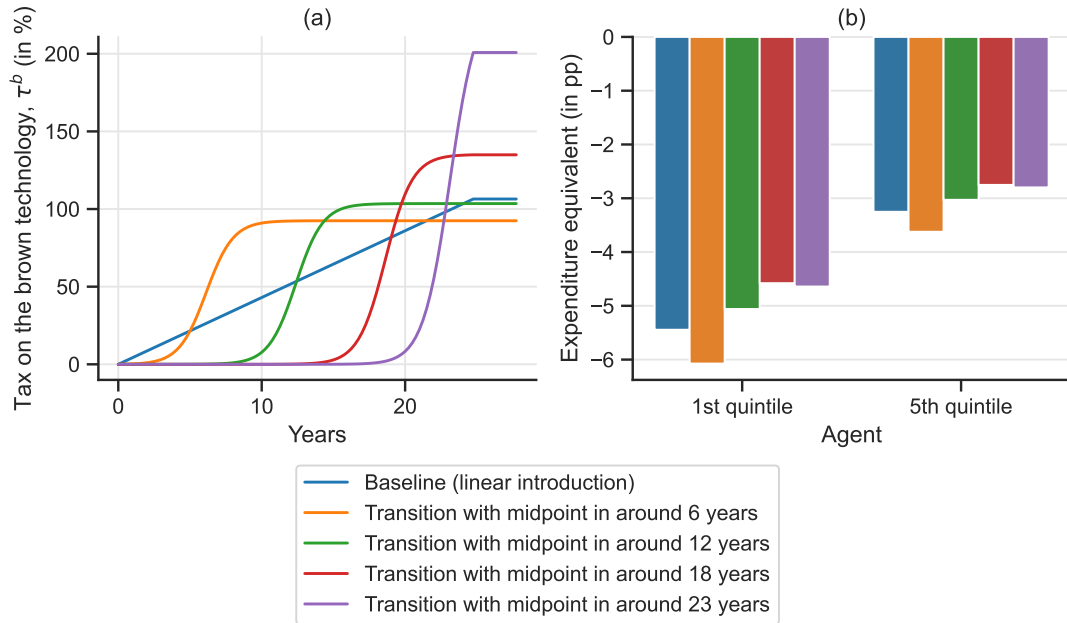 (a)
Tax on the brown technology, τᵇ (in %)
200
150
100
50
0
0 10 20
Years
(b)
Expenditure equivalent (in pp)
0
−1
−2
−3
−4
−5
−6
1st quintile 5th quintile
Agent
Baseline (linear introduction)
Transition with midpoint in around 6 years
Transition with midpoint in around 12 years
Transition with midpoint in around 18 years
Transition with midpoint in around 23 years